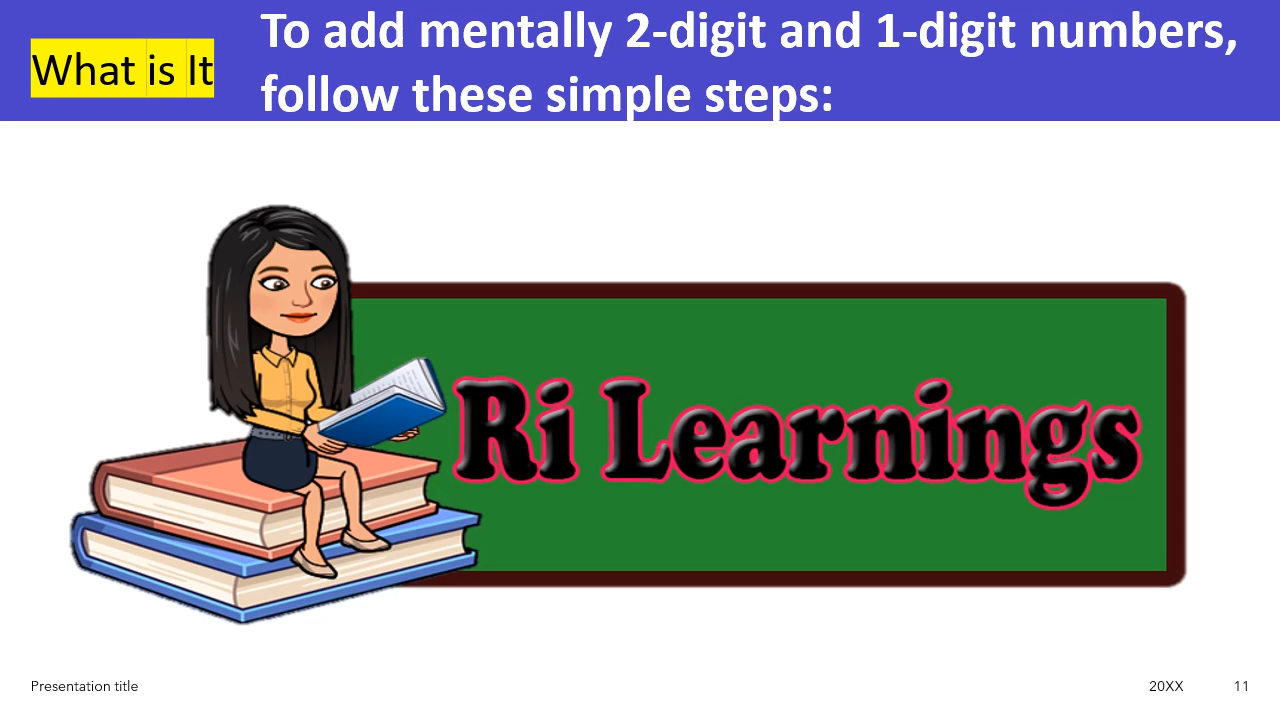 What is It
To add mentally 2-digit and 1-digit numbers,
follow these simple steps:
Ri Learnings
Presentation title
20XX
11